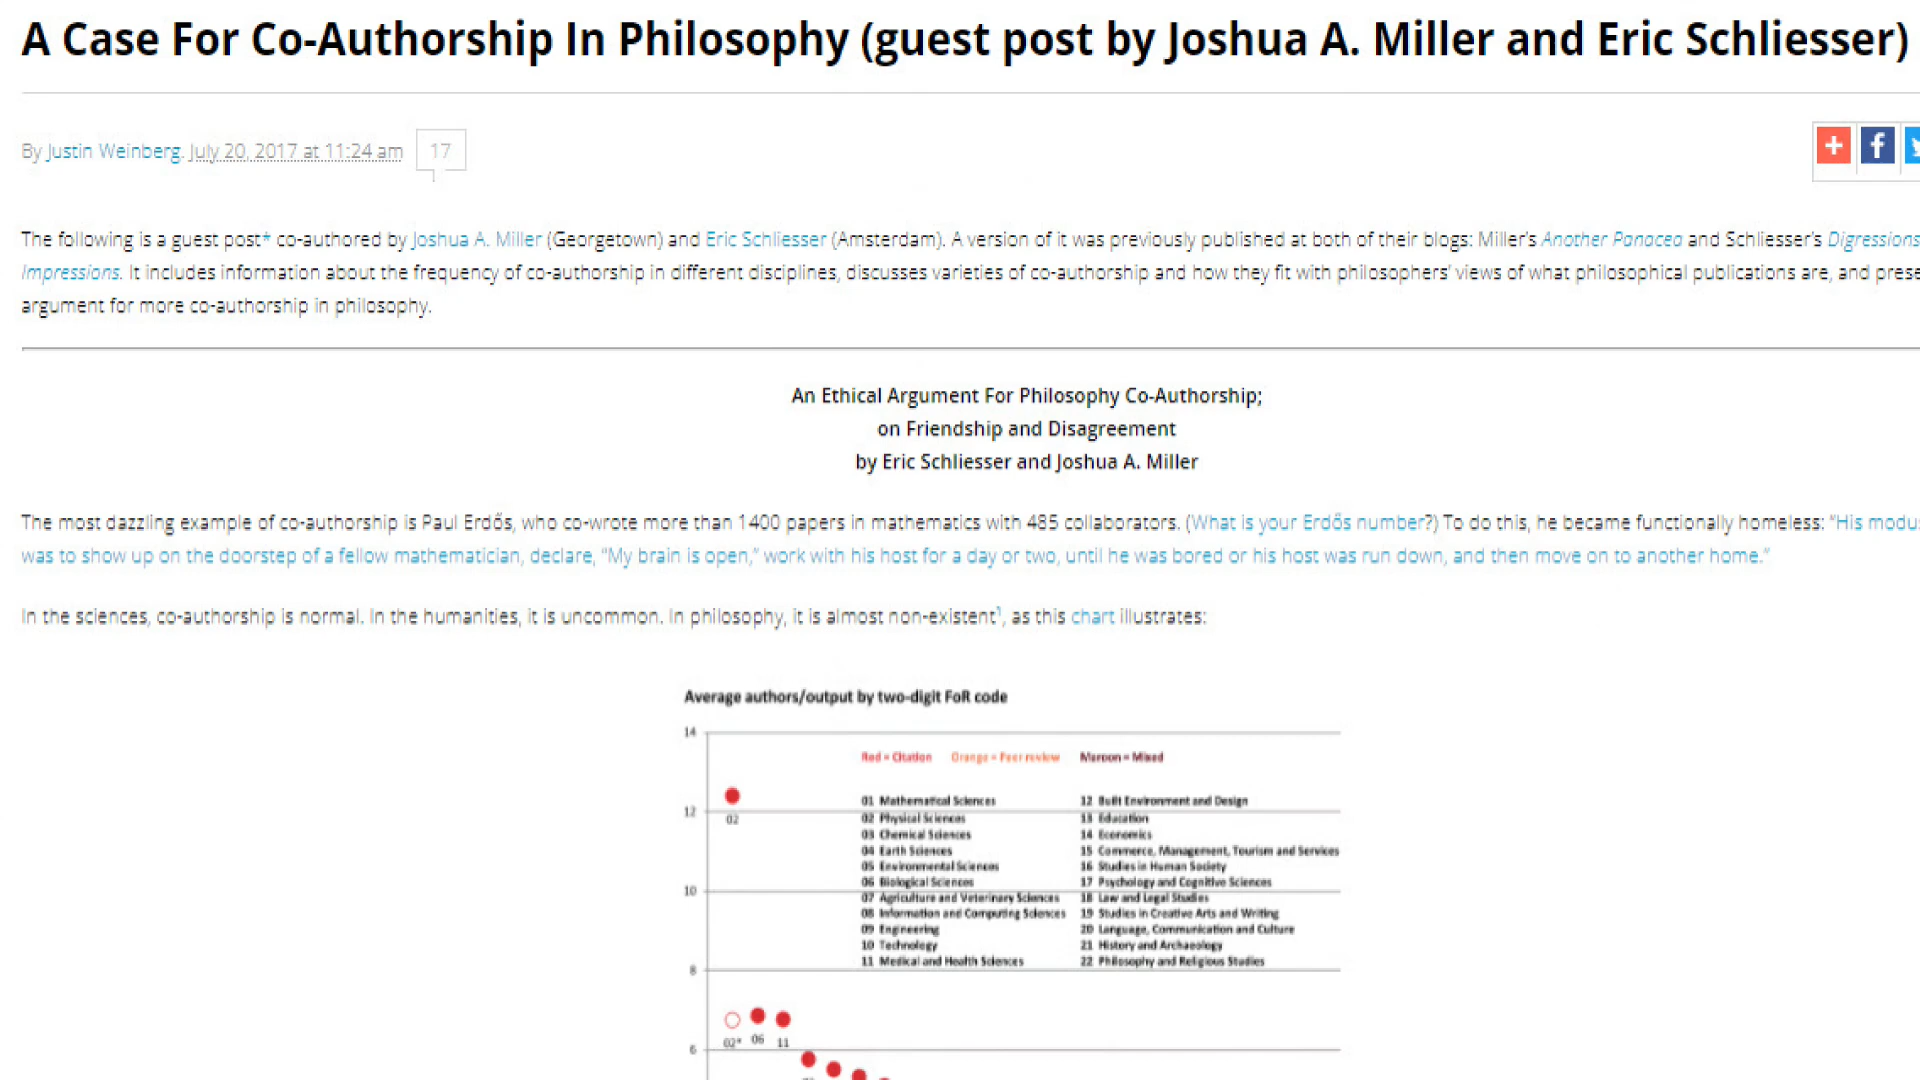 A Case For Co-Authorship In Philosophy (guest post by Joshua A. Miller and Eric Schliesser)
By Justin Weinberg. July 20, 2017 at 11:24 am 17
The following is a guest post* co-authored by Joshua A. Miller (Georgetown) and Eric Schliesser (Amsterdam). A version of it was previously published at both of their blogs: Miller's Another Panacea and Schliesser's Digressions
Impressions. It includes information about the frequency of co-authorship in different disciplines, discusses varieties of co-authorship and how they fit with philosophers' views of what philosophical publications are, and prese
argument for more co-authorship in philosophy.
An Ethical Argument For Philosophy Co-Authorship;
on Friendship and Disagreement
by Eric Schliesser and Joshua A. Miller
The most dazzling example of co-authorship is Paul Erdős, who co-wrote more than 1400 papers in mathematics with 485 collaborators. (What is your Erdős number?) To do this, he became functionally homeless: "His modu
was to show up on the doorstep of a fellow mathematician, declare, "My brain is open," work with his host for a day or two, until he was bored or his host was run down, and then move on to another home."
In the sciences, co-authorship is normal. In the humanities, it is uncommon. In philosophy, it is almost non-existent¹, as this chart illustrates:
Average authors/output by two-digit FoR code
14
Red = Citation Orange = Peer review Maroon = Mixed
01 Mathematical Sciences 12 Built Environment and Design
12
02
02 Physical Sciences 13 Education
03 Chemical Sciences 14 Economics
04 Earth Sciences 15 Commerce, Management, Tourism and Services
05 Environmental Sciences 16 Studies in Human Society
06 Biological Sciences 17 Psychology and Cognitive Sciences
10
07 Agriculture and Veterinary Sciences 18 Law and Legal Studies
08 Information and Computing Sciences 19 Studies in Creative Arts and Writing
09 Engineering 20 Language, Communication and Culture
10 Technology 21 History and Archaeology
11 Medical and Health Sciences 22 Philosophy and Religious Studies
8
02* 06 11
6